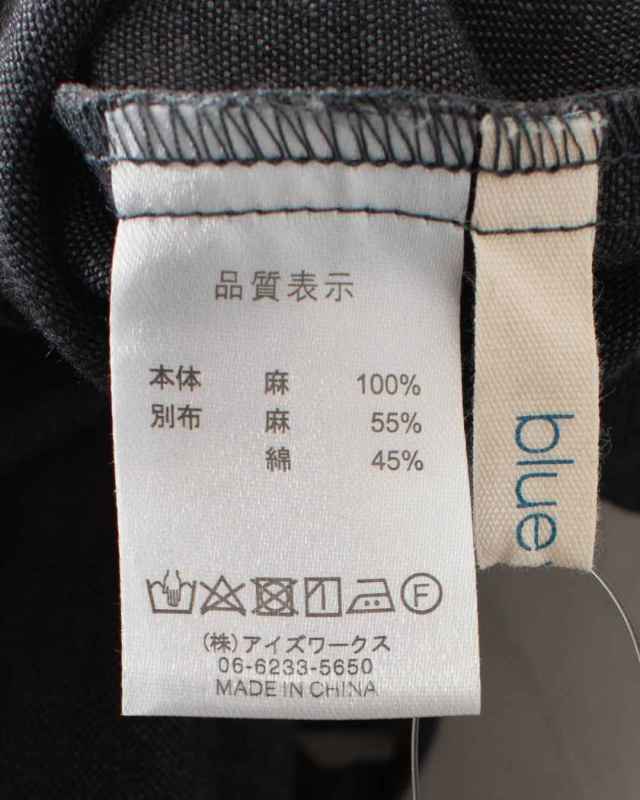 品質表示
本体 麻 100%
別布 麻 55%
綿 45%
F
(株)アイズワークス
06-6233-5650
MADE IN CHINA
blue